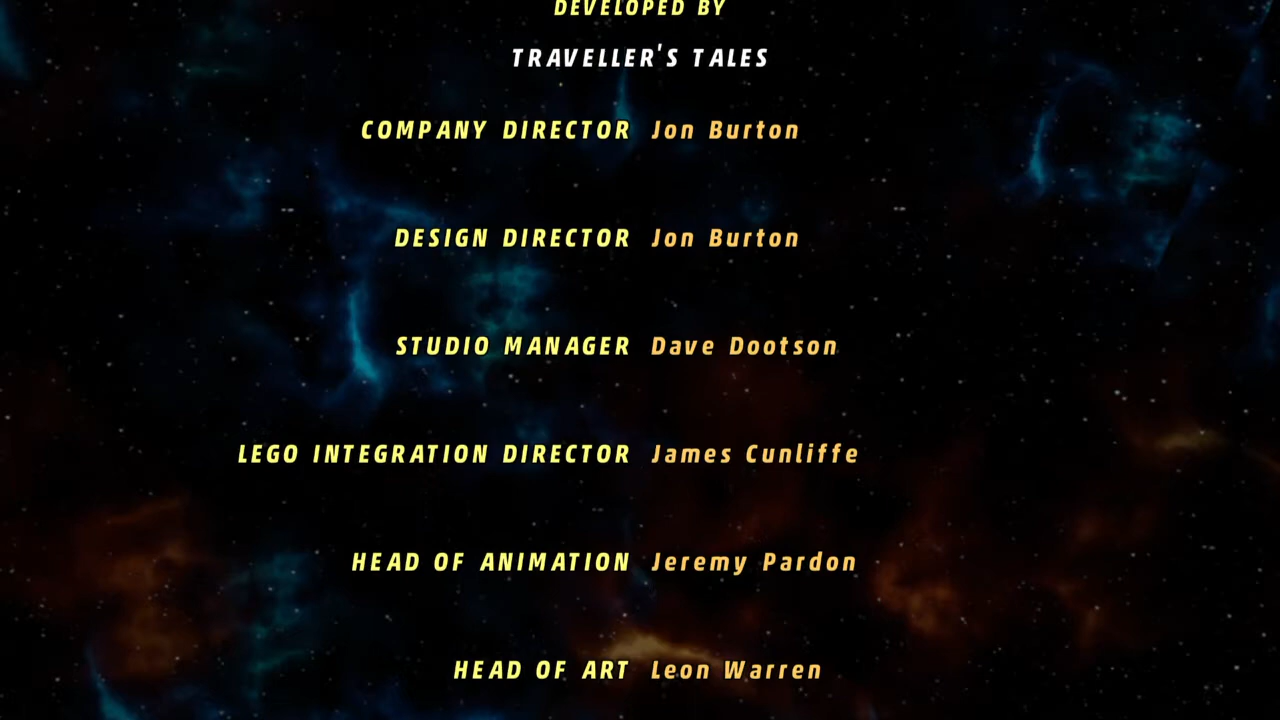 DEVELOPED BY
TRAVELLER'S TALES
COMPANY DIRECTOR Jon Burton
DESIGN DIRECTOR Jon Burton
STUDIO MANAGER Dave Dootson
LEGO INTEGRATION DIRECTOR James Cunliffe
HEAD OF ANIMATION Jeremy Pardon
HEAD OF ART Leon Warren